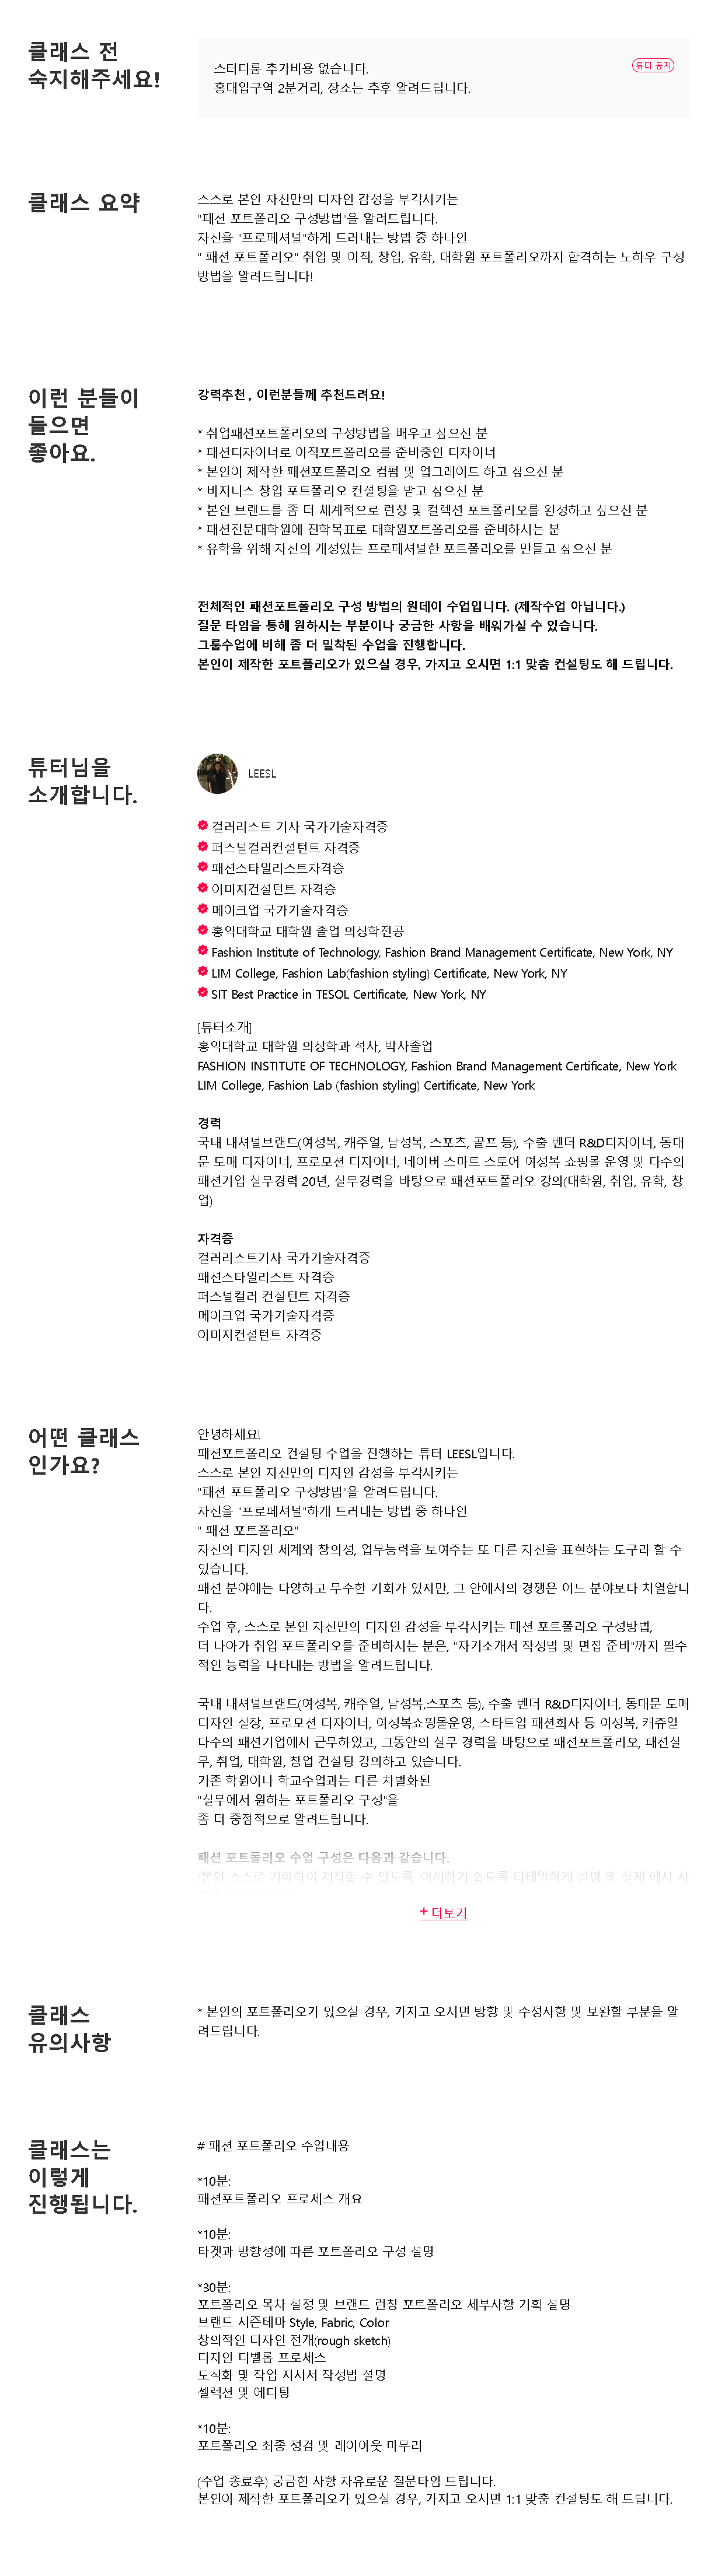 클래스 전
숙지해주세요!
스터디룸 추가비용 없습니다.
홍대입구역 2분거리, 장소는 추후 알려드립니다.
튜터 공지
클래스 요약
스스로 본인 자신만의 디자인 감성을 부각시키는
"패션 포트폴리오 구성방법"을 알려드립니다.
자신을 "프로페셔널"하게 드러내는 방법 중 하나인
" 패션 포트폴리오" 취업 및 이직, 창업, 유학, 대학원 포트폴리오까지 합격하는 노하우 구성
방법을 알려드립니다!
이런 분들이
들으면
좋아요.
강력추천 , 이런분들께 추천드려요!
* 취업패션포트폴리오의 구성방법을 배우고 싶으신 분
* 패션디자이너로 이직포트폴리오를 준비중인 디자이너
* 본인이 제작한 패션포트폴리오 컨펌 및 업그레이드 하고 싶으신 분
* 비지니스 창업 포트폴리오 컨설팅을 받고 싶으신 분
* 본인 브랜드를 좀 더 체계적으로 런칭 및 컬렉션 포트폴리오를 완성하고 싶으신 분
* 패션전문대학원에 진학목표로 대학원포트폴리오를 준비하시는 분
* 유학을 위해 자신의 개성있는 프로페셔널한 포트폴리오를 만들고 싶으신 분
전체적인 패션포트폴리오 구성 방법의 원데이 수업입니다. (제작수업 아닙니다.)
질문 타임을 통해 원하시는 부분이나 궁금한 사항을 배워가실 수 있습니다.
그룹수업에 비해 좀 더 밀착된 수업을 진행합니다.
본인이 제작한 포트폴리오가 있으실 경우, 가지고 오시면 1:1 맞춤 컨설팅도 해 드립니다.
튜터님을
소개합니다.
LEESL
컬러리스트 기사 국가기술자격증
퍼스널컬러컨설턴트 자격증
패션스타일리스트자격증
이미지컨설턴트 자격증
메이크업 국가기술자격증
홍익대학교 대학원 졸업 의상학전공
Fashion Institute of Technology, Fashion Brand Management Certificate, New York, NY
LIM College, Fashion Lab(fashion styling) Certificate, New York, NY
SIT Best Practice in TESOL Certificate, New York, NY
[튜터소개]
홍익대학교 대학원 의상학과 석사, 박사졸업
FASHION INSTITUTE OF TECHNOLOGY, Fashion Brand Management Certificate, New York
LIM College, Fashion Lab (fashion styling) Certificate, New York
경력
국내 내셔널브랜드(여성복, 캐주얼, 남성복, 스포츠, 골프 등), 수출 벤더 R&D디자이너, 동대
문 도매 디자이너, 프로모션 디자이너, 네이버 스마트 스토어 여성복 쇼핑몰 운영 및 다수의
패션기업 실무경력 20년, 실무경력을 바탕으로 패션포트폴리오 강의(대학원, 취업, 유학, 창
업)
자격증
컬러리스트기사 국가기술자격증
패션스타일리스트 자격증
퍼스널컬러 컨설턴트 자격증
메이크업 국가기술자격증
이미지컨설턴트 자격증
어떤 클래스
인가요?
안녕하세요!
패션포트폴리오 컨설팅 수업을 진행하는 튜터 LEESL입니다.
스스로 본인 자신만의 디자인 감성을 부각시키는
"패션 포트폴리오 구성방법"을 알려드립니다.
자신을 "프로페셔널"하게 드러내는 방법 중 하나인
" 패션 포트폴리오"
자신의 디자인 세계와 창의성, 업무능력을 보여주는 또 다른 자신을 표현하는 도구라 할 수
있습니다.
패션 분야에는 다양하고 무수한 기회가 있지만, 그 안에서의 경쟁은 어느 분야보다 치열합니
다.
수업 후, 스스로 본인 자신만의 디자인 감성을 부각시키는 패션 포트폴리오 구성방법,
더 나아가 취업 포트폴리오를 준비하시는 분은, "자기소개서 작성법 및 면접 준비"까지 필수
적인 능력을 나타내는 방법을 알려드립니다.
국내 내셔널브랜드(여성복, 캐주얼, 남성복,스포츠 등), 수출 벤더 R&D디자이너, 동대문 도매
디자인 실장, 프로모션 디자이너, 여성복쇼핑몰운영, 스타트업 패션회사 등 여성복, 캐쥬얼
다수의 패션기업에서 근무하였고, 그동안의 실무 경력을 바탕으로 패션포트폴리오, 패션실
무, 취업, 대학원, 창업 컨설팅 강의하고 있습니다.
기존 학원이나 학교수업과는 다른 차별화된
"실무에서 원하는 포트폴리오 구성"을
좀 더 중점적으로 알려드립니다.
패션 포트폴리오 수업 구성은 다음과 같습니다.
(본인 스스로 기획하여 제작할 수 있도록, 이해하기 쉽도록 디테일하게 설명 및 실제 예시 사
+ 더보기
클래스
유의사항
* 본인의 포트폴리오가 있으실 경우, 가지고 오시면 방향 및 수정사항 및 보완할 부분을 알
려드립니다.
클래스는
이렇게
진행됩니다.
# 패션 포트폴리오 수업내용
*10분:
패션포트폴리오 프로세스 개요
*10분:
타겟과 방향성에 따른 포트폴리오 구성 설명
*30분:
포트폴리오 목차 설정 및 브랜드 런칭 포트폴리오 세부사항 기획 설명
브랜드 시즌테마 Style, Fabric, Color
창의적인 디자인 전개(rough sketch)
디자인 디벨롭 프로세스
도식화 및 작업 지시서 작성법 설명
셀렉션 및 에디팅
*10분:
포트폴리오 최종 정검 및 레이아웃 마무리
(수업 종료후) 궁금한 사항 자유로운 질문타임 드립니다.
본인이 제작한 포트폴리오가 있으실 경우, 가지고 오시면 1:1 맞춤 컨설팅도 해 드립니다.